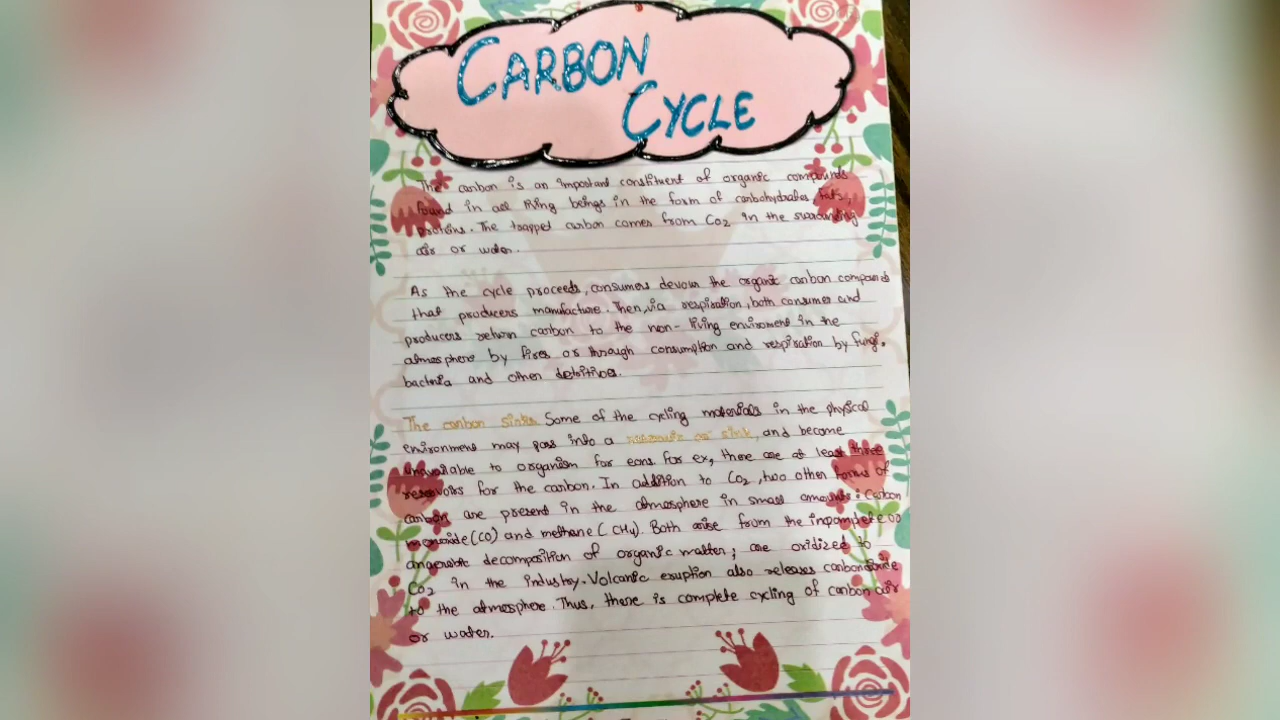 CARBON
CYCLE
The carbon is an important constituent of organic compounds
found in all living beings in the form of carbohydrates, fats,
proteins. The trapped carbon comes from CO2 in the surrounding
air or water.
As the cycle proceeds, consumers devour the organic carbon compound
that producers manufacture. Then, via respiration, both consumer and
producers return carbon to the non-living enviroment in the
atmosphere by fires or through consumption and respiration by fungi,
bacteria and other detritivos.
The carbon sinks Some of the cycling materials in the physical
environment may pass into a reservoir or sink, and become
unavailable to organism for eons. For ex, there are at least three
reservoirs for the carbon. In addition to CO2, two other forms of
carbon are present in the atmosphere in small amounts: Carbon
monoxide (CO) and methane (CH4). Both arise from the incomplete or
anaerobic decomposition of organic matter; are oxidized to
CO2 in the industry. Volcanic eruption also releases carbondioxide
to the atmosphere. Thus, there is complete cycling of carbon air
or water.